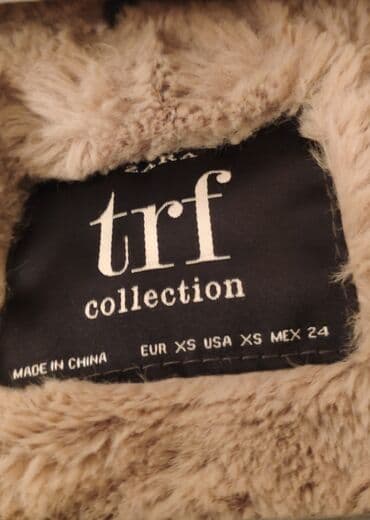 ZARA
trf
collection
EUR XS USA XS MEX 24
MADE IN CHINA